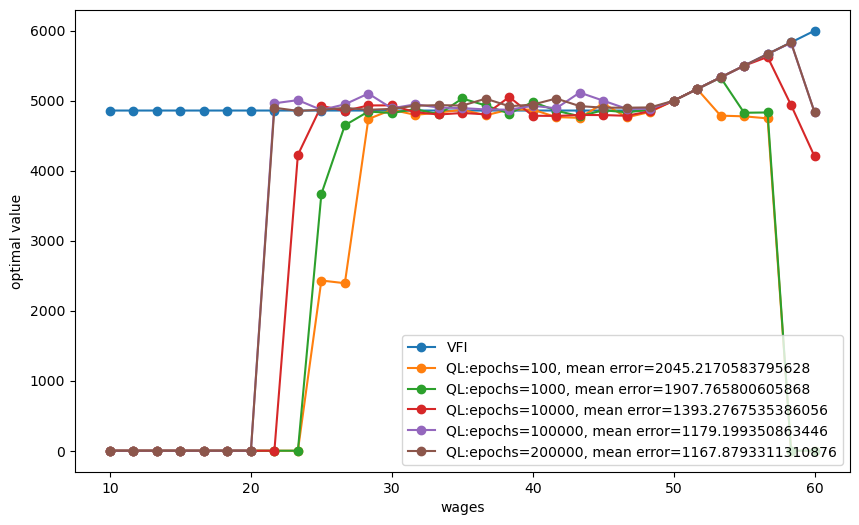 6000
5000
4000
3000
2000
1000
0
optimal value
10
20
30
40
50
60
wages
VFI
QL:epochs=100, mean error=2045.2170583795628
QL:epochs=1000, mean error=1907.765800605868
QL:epochs=10000, mean error=1393.2767535386056
QL:epochs=100000, mean error=1179.199350863446
QL:epochs=200000, mean error=1167.8793311310876